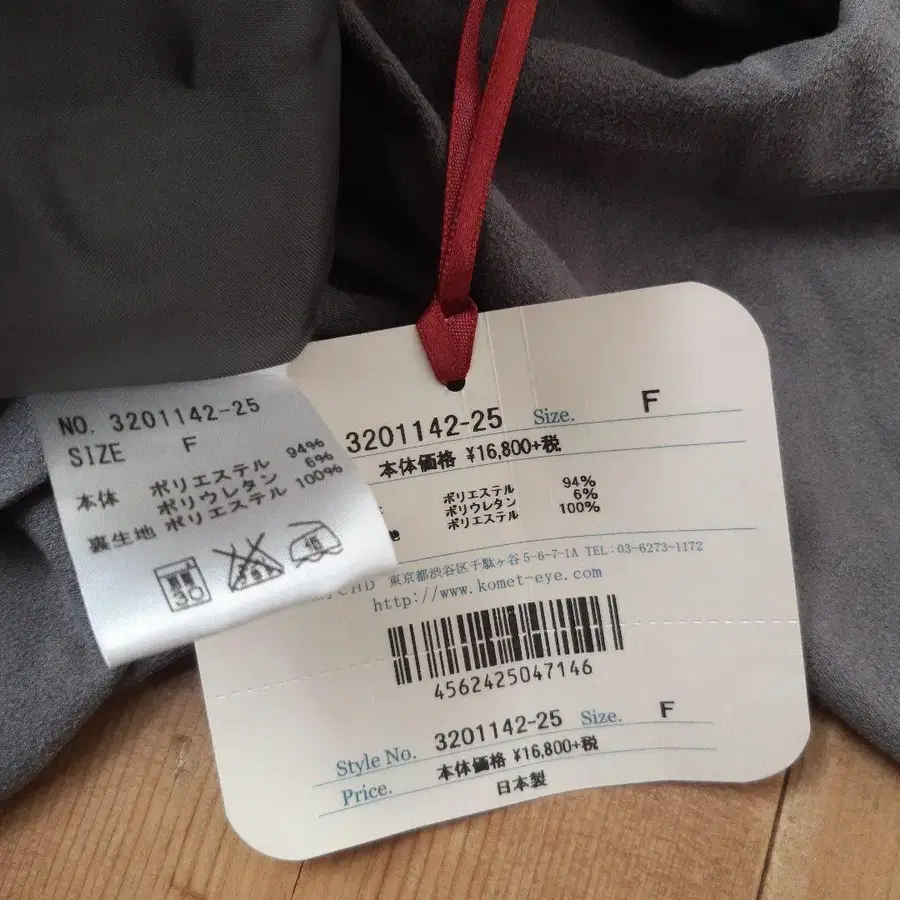 NO. 3201142-25
SIZE F
本体 ポリエステル 94%
ポリウレタン 6%
裏生地 ポリエステル 100%
3201142-25 Size. F
本体価格 ¥16,800+税
ポリエステル 94%
ポリウレタン 6%
ポリエステル 100%
東京都渋谷区千駄ヶ谷5-6-7-1A TEL:03-6273-1172
http://www.komet-eye.com
4562425047146
Style No. 3201142-25 Size. F
Price. 本体価格 ¥16,800+税
日本製